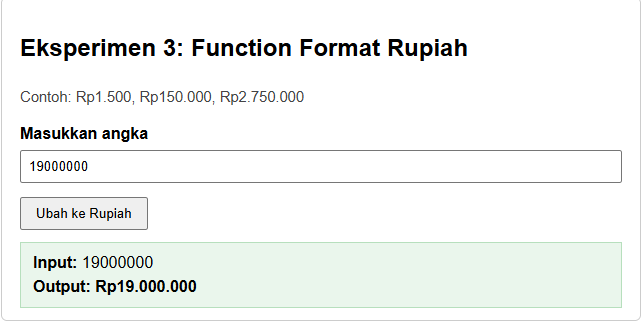 Eksperimen 3: Function Format Rupiah
Contoh: Rp1.500, Rp150.000, Rp2.750.000
Masukkan angka
19000000
Ubah ke Rupiah
Input: 19000000
Output: Rp19.000.000